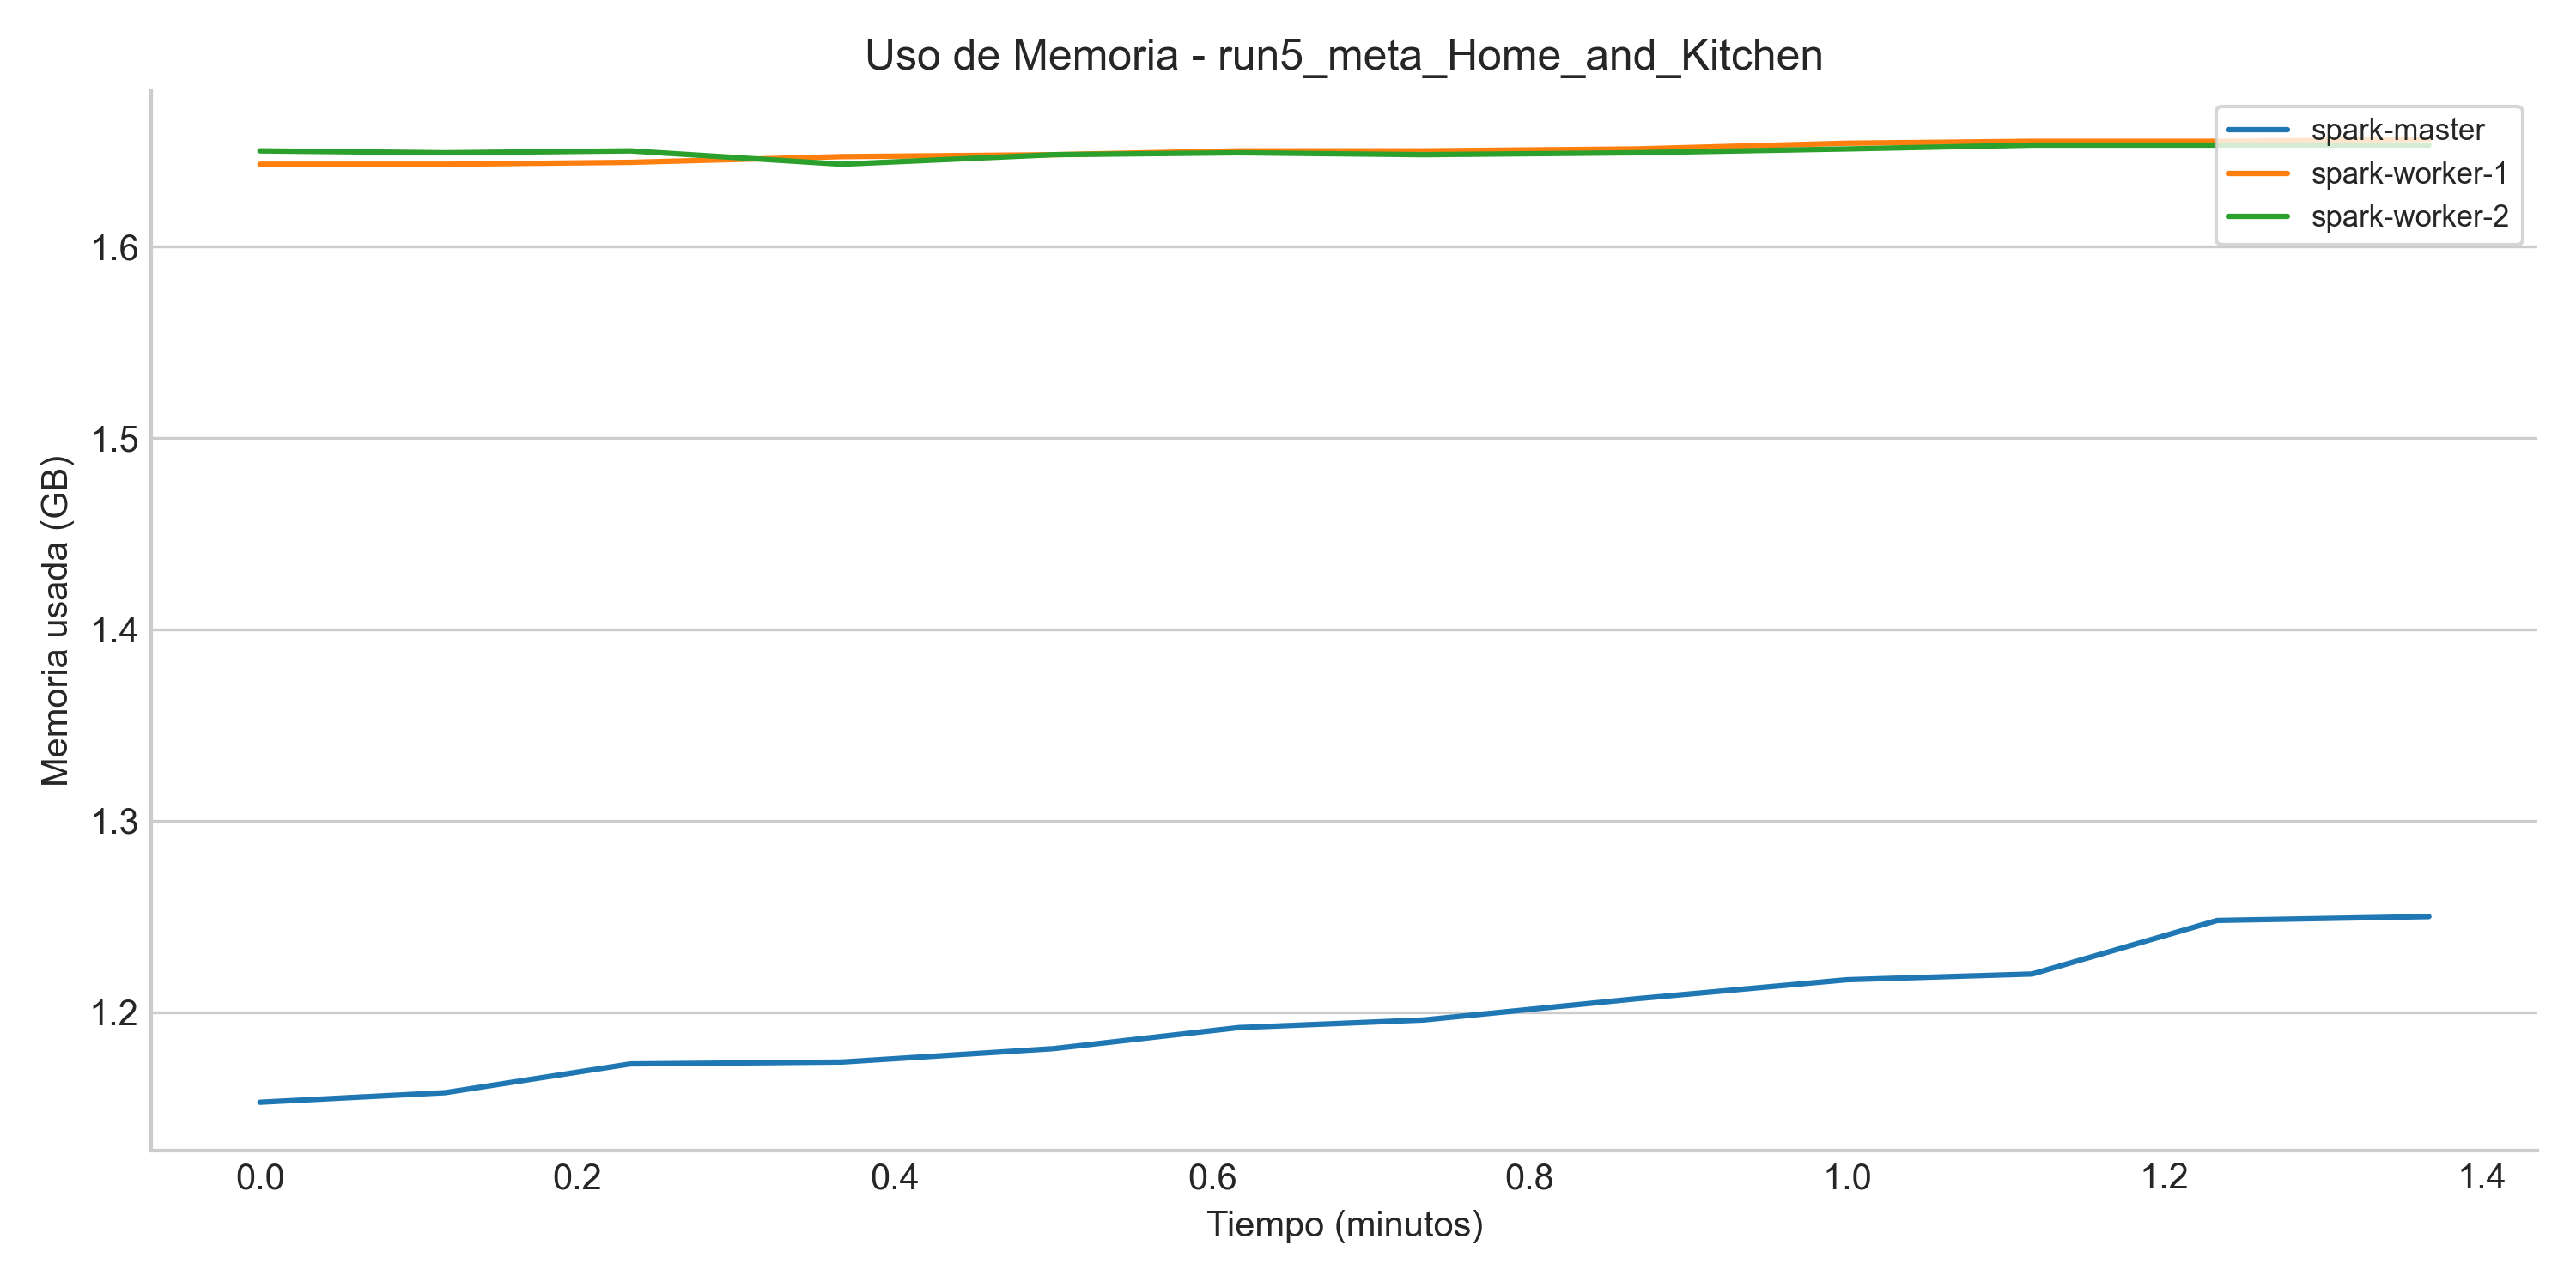 Uso de Memoria - run5_meta_Home_and_Kitchen
spark-master
spark-worker-1
spark-worker-2
Memoria usada (GB)
1.6
1.5
1.4
1.3
1.2
0.0 0.2 0.4 0.6 0.8 1.0 1.2 1.4
Tiempo (minutos)